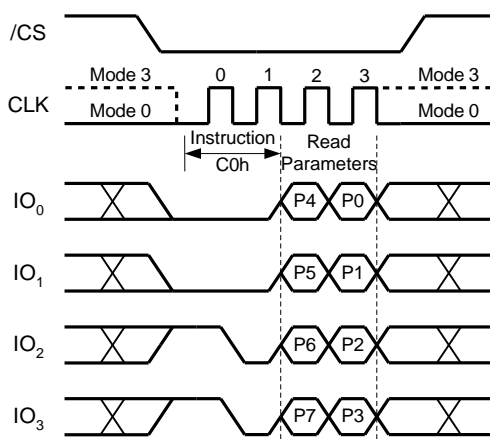 /CS
Mode 3 0 1 2 3 Mode 3
CLK
Mode 0 Mode 0
Instruction Read
C0h Parameters
IO0 P4 P0
IO1 P5 P1
IO2 P6 P2
IO3 P7 P3